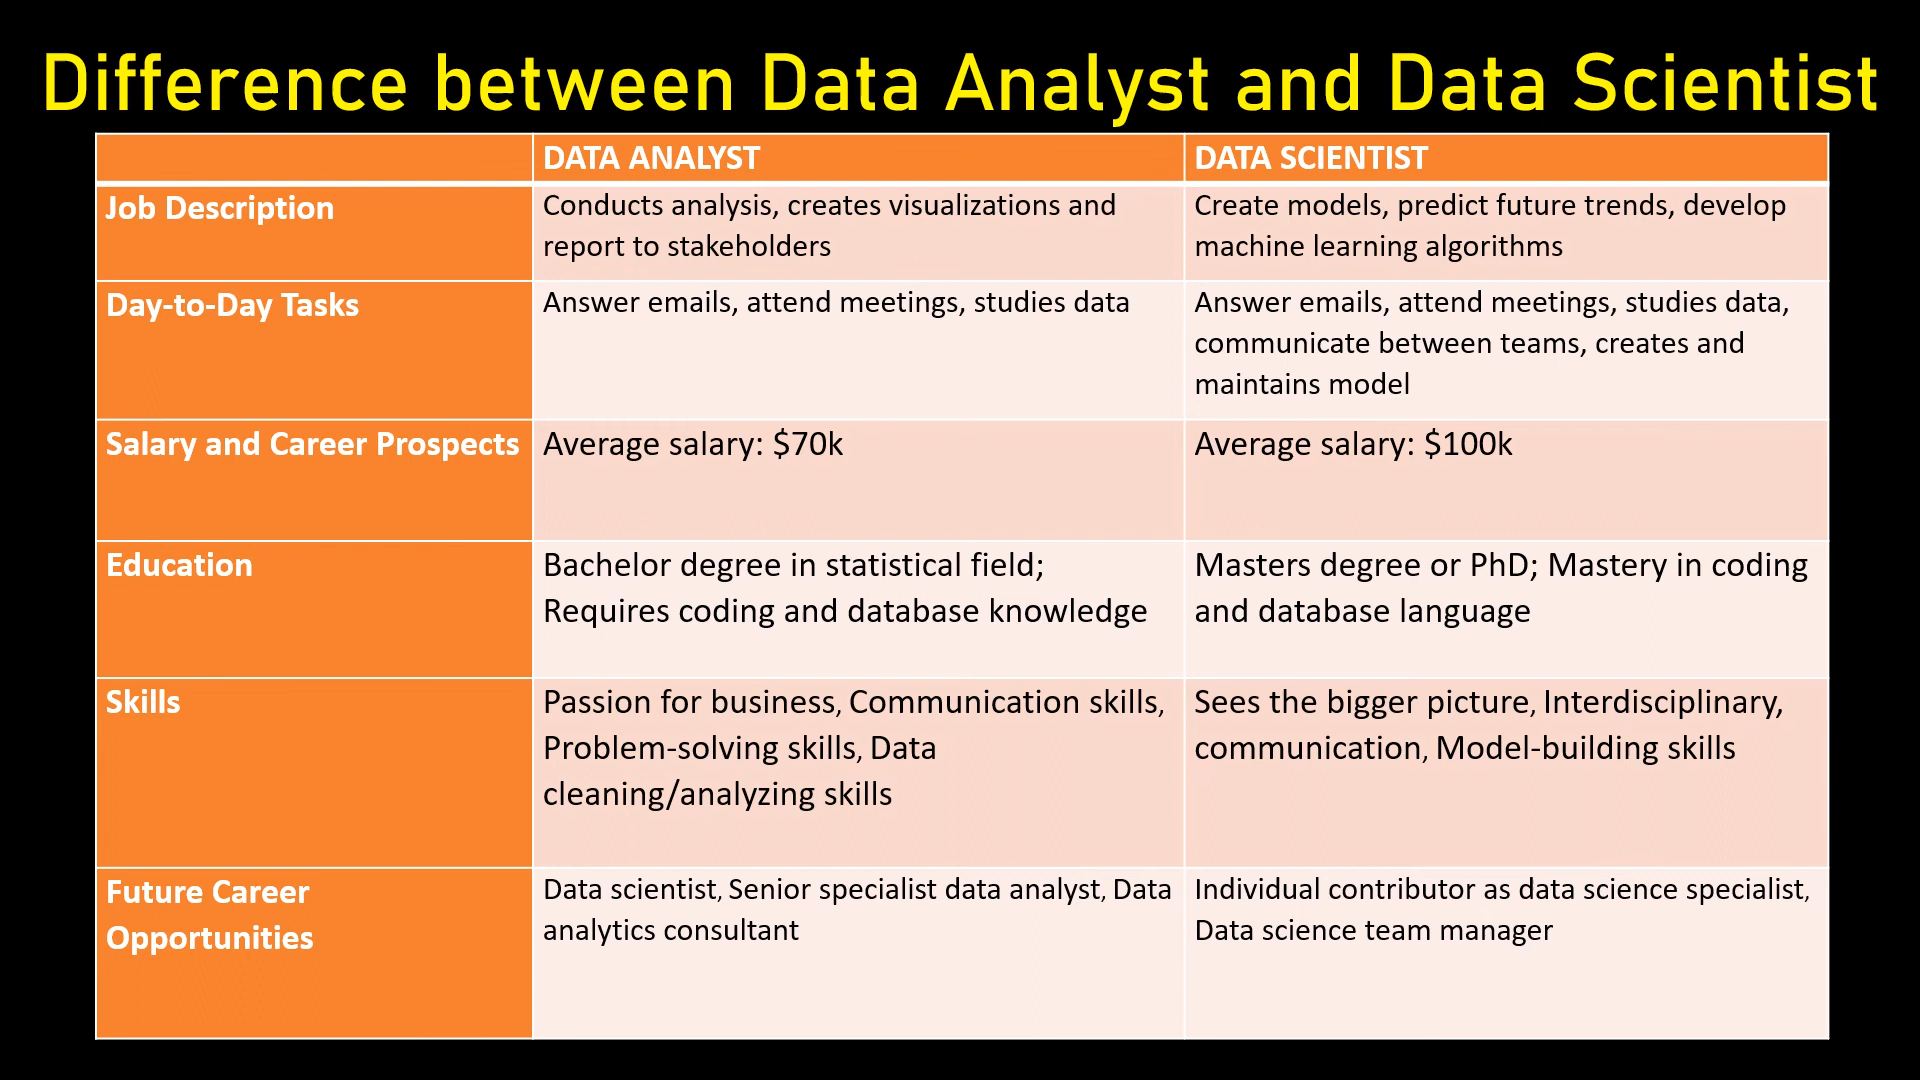 Difference between Data Analyst and Data Scientist
DATA ANALYST
DATA SCIENTIST
Job Description
Conducts analysis, creates visualizations and
report to stakeholders
Create models, predict future trends, develop
machine learning algorithms
Day-to-Day Tasks
Answer emails, attend meetings, studies data
Answer emails, attend meetings, studies data,
communicate between teams, creates and
maintains model
Salary and Career Prospects
Average salary: $70k
Average salary: $100k
Education
Bachelor degree in statistical field;
Requires coding and database knowledge
Masters degree or PhD; Mastery in coding
and database language
Skills
Passion for business, Communication skills,
Problem-solving skills, Data
cleaning/analyzing skills
Sees the bigger picture, Interdisciplinary,
communication, Model-building skills
Future Career
Opportunities
Data scientist, Senior specialist data analyst, Data
analytics consultant
Individual contributor as data science specialist,
Data science team manager